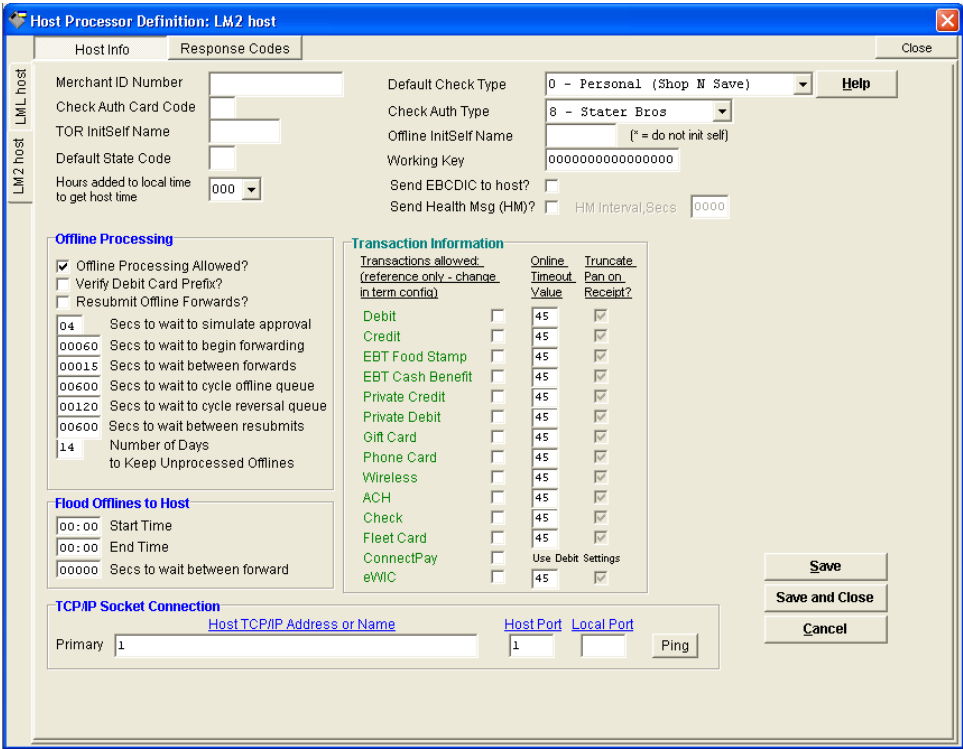 Host Processor Definition: LM2 host
Host Info
Response Codes
Close
LML host
LM2 host
Merchant ID Number
Check Auth Card Code
TOR InitSelf Name
Default State Code
Hours added to local time
to get host time
000
Default Check Type
0 - Personal (Shop N Save)
Help
Check Auth Type
8 - Stater Bros
Offline InitSelf Name
(* = do not init self)
Working Key
0000000000000000
Send EBCDIC to host?
Send Health Msg (HM)?
HM Interval,Secs
0000
Offline Processing
Offline Processing Allowed?
Verify Debit Card Prefix?
Resubmit Offline Forwards?
04 Secs to wait to simulate approval
00060 Secs to wait to begin forwarding
00015 Secs to wait between forwards
00600 Secs to wait to cycle offline queue
00120 Secs to wait to cycle reversal queue
00600 Secs to wait between resubmits
14 Number of Days
to Keep Unprocessed Offlines
Flood Offlines to Host
00:00 Start Time
00:00 End Time
00000 Secs to wait between forward
Transaction Information
Transactions allowed:
(reference only - change
in term config)
Online
Timeout
Value
Truncate
Pan on
Receipt?
Debit 45
Credit 45
EBT Food Stamp 45
EBT Cash Benefit 45
Private Credit 45
Private Debit 45
Gift Card 45
Phone Card 45
Wireless 45
ACH 45
Check 45
Fleet Card 45
ConnectPay Use Debit Settings
eWIC 45
Save
Save and Close
Cancel
TCP/IP Socket Connection
Host TCP/IP Address or Name
Host Port
Local Port
Primary 1
1
Ping